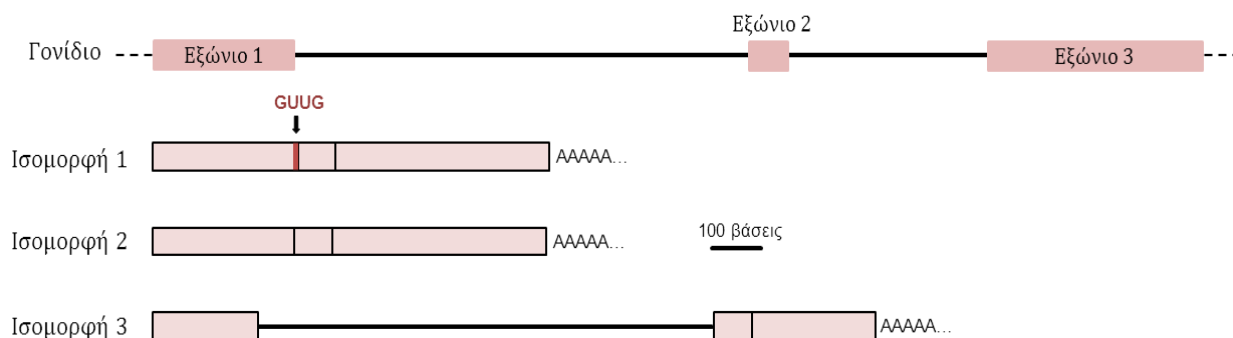 Εξώνιο 2
Γονίδιο Εξώνιο 1 Εξώνιο 3
GUUG
Ισομορφή 1 AAAAA...
Ισομορφή 2 AAAAA... 100 βάσεις
Ισομορφή 3 AAAAA...